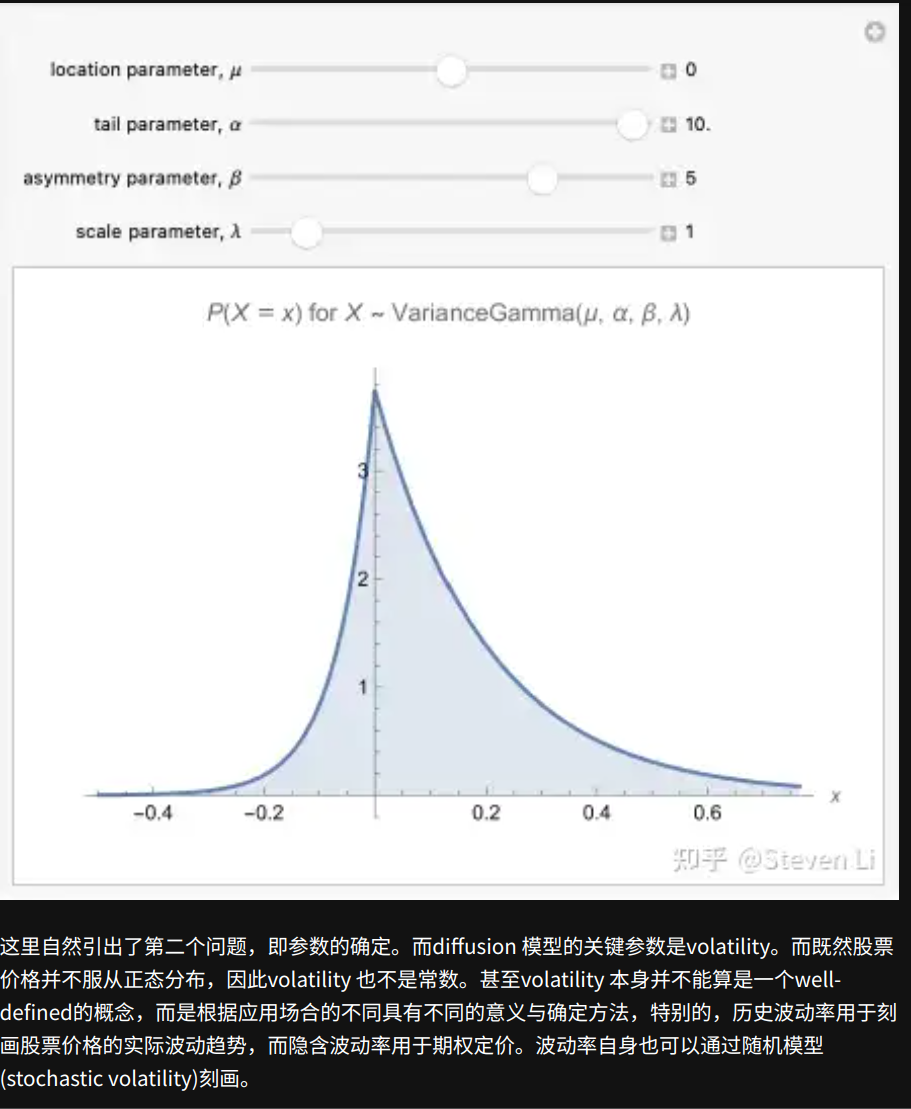 location parameter, μ 0
tail parameter, α 10.
asymmetry parameter, β 5
scale parameter, λ 1
P(X = x) for X ~ VarianceGamma(μ, α, β, λ)
3
2
1
-0.4 -0.2 0.2 0.4 0.6 x
知乎 @Steven Li
这里自然引出了第二个问题，即参数的确定。而diffusion 模型的关键参数是volatility。而既然股票
价格并不服从正态分布，因此volatility 也不是常数。甚至volatility 本身并不能算是一个well-
defined的概念，而是根据应用场合的不同具有不同的意义与确定方法，特别的，历史波动率用于刻
画股票价格的实际波动趋势，而隐含波动率用于期权定价。波动率自身也可以通过随机模型
(stochastic volatility)刻画。